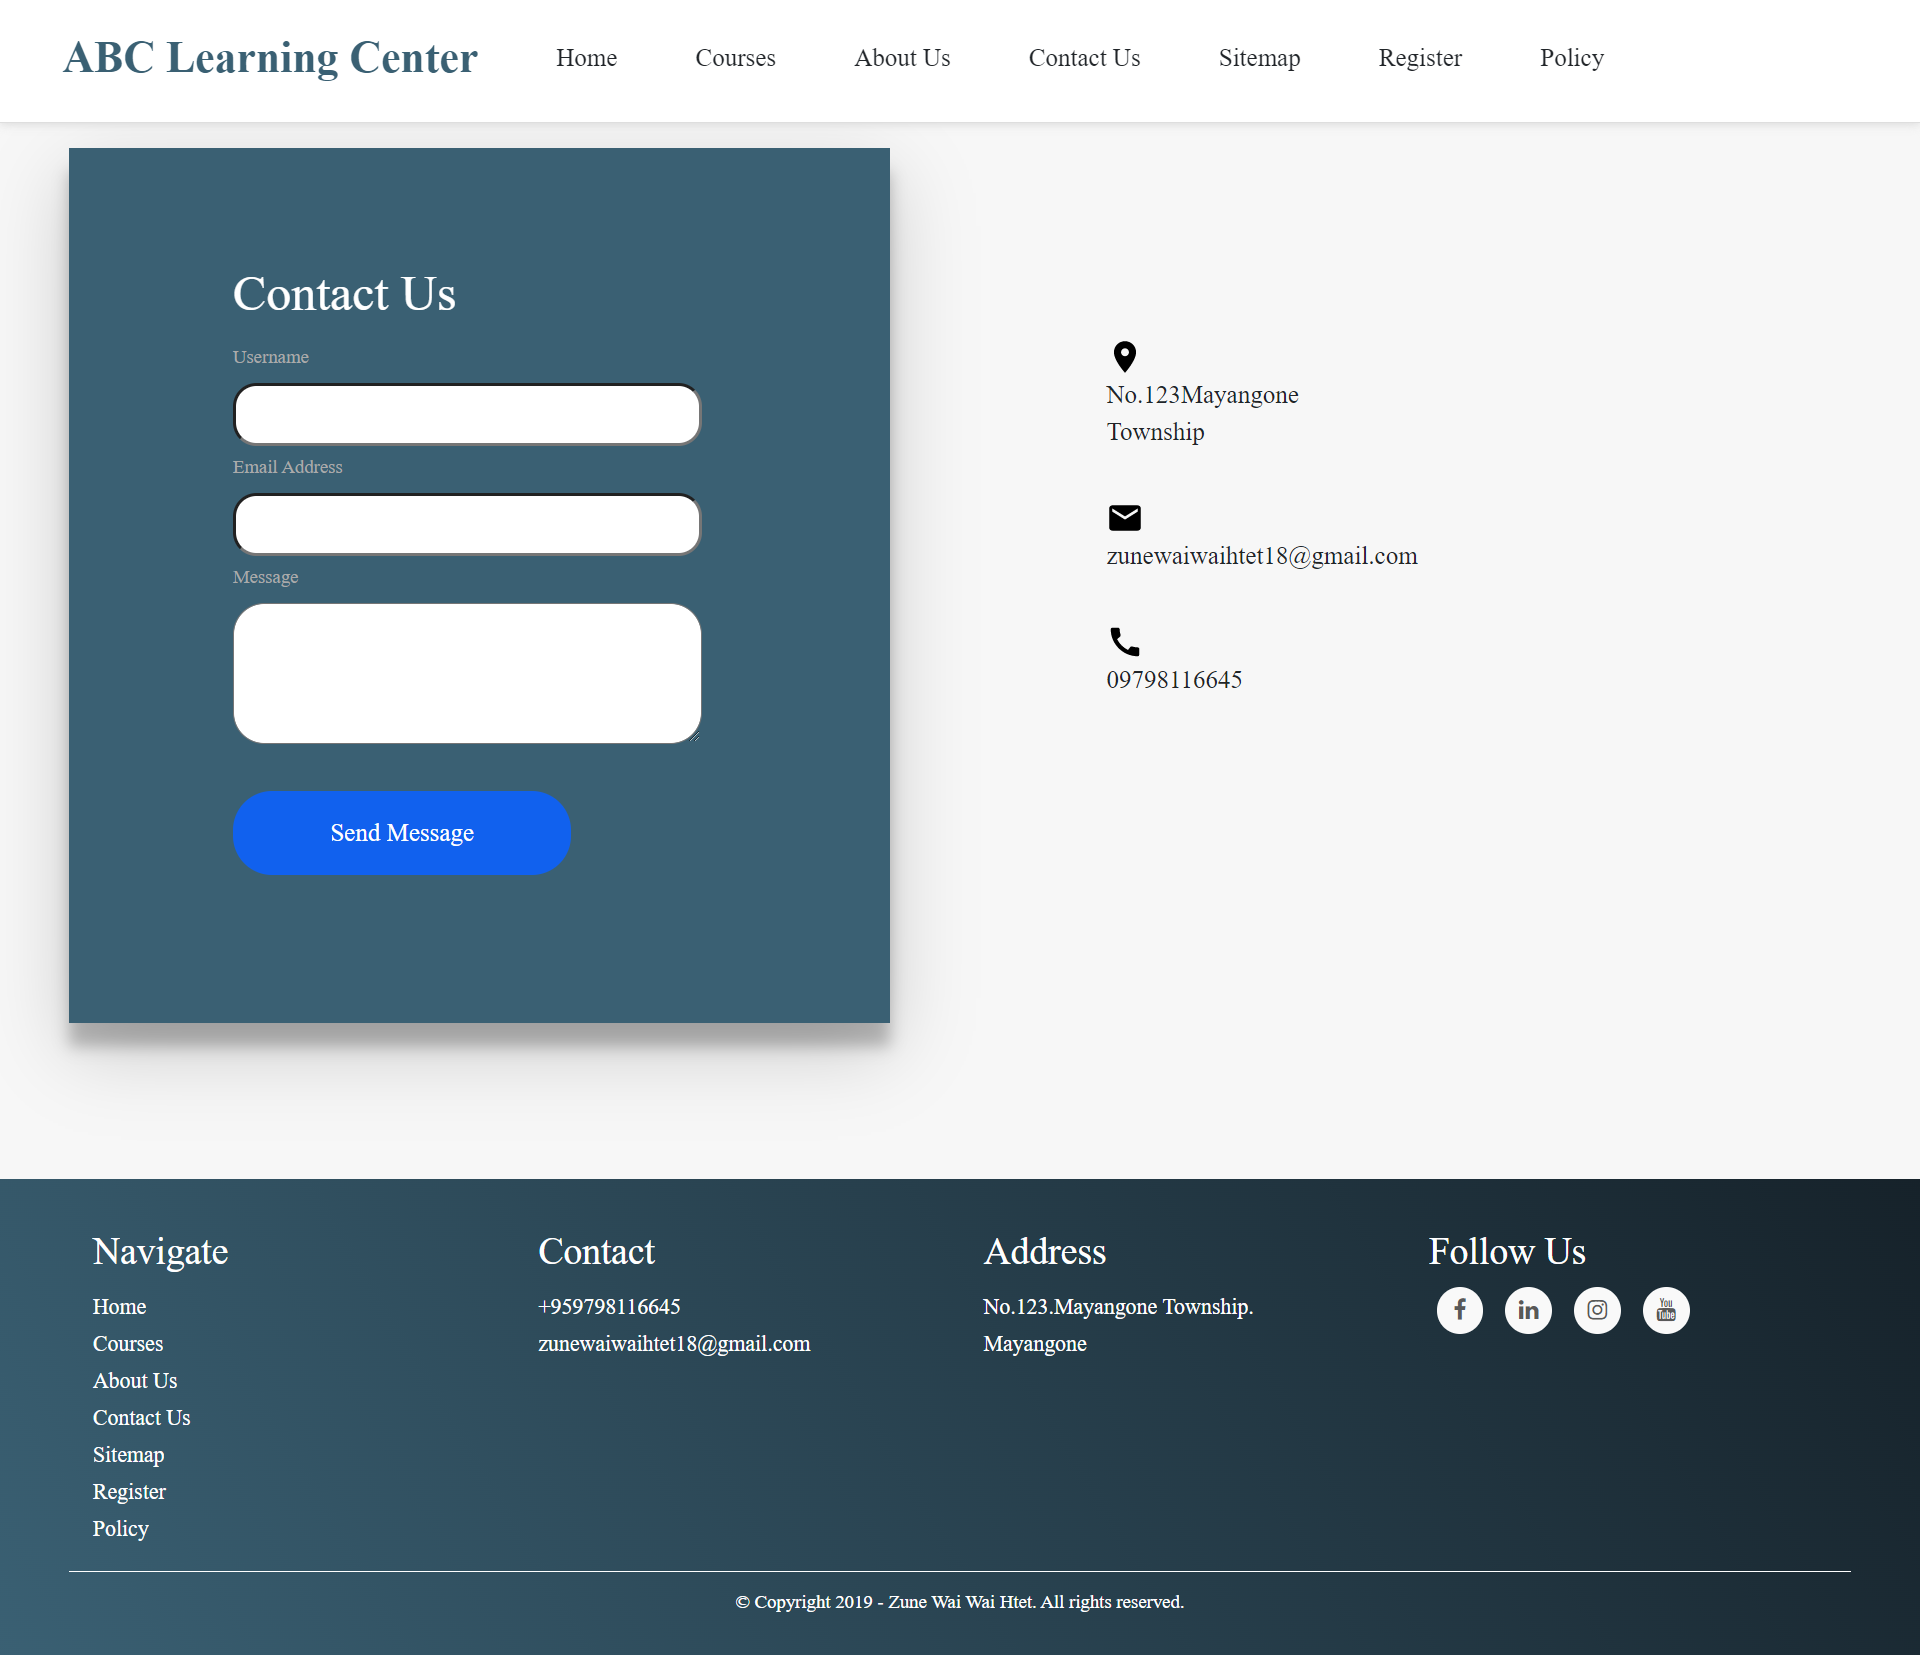 ABC Learning Center
Home
Courses
About Us
Contact Us
Sitemap
Register
Policy
Contact Us
Username
Email Address
Message
Send Message
No.123Mayangone
Township
zunewaiwaihtet18@gmail.com
09798116645
Navigate
Home
Courses
About Us
Contact Us
Sitemap
Register
Policy
Contact
+959798116645
zunewaiwaihtet18@gmail.com
Address
No.123.Mayangone Township.
Mayangone
Follow Us
You
Tube
© Copyright 2019 - Zune Wai Wai Htet. All rights reserved.